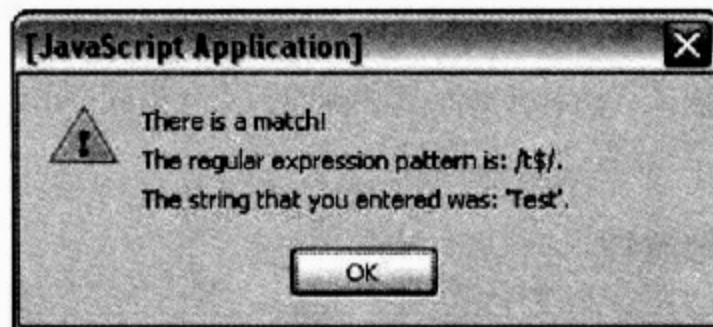 [JavaScript Application]
There is a match!
The regular expression pattern is: /t$/.
The string that you entered was: 'Test'.
OK